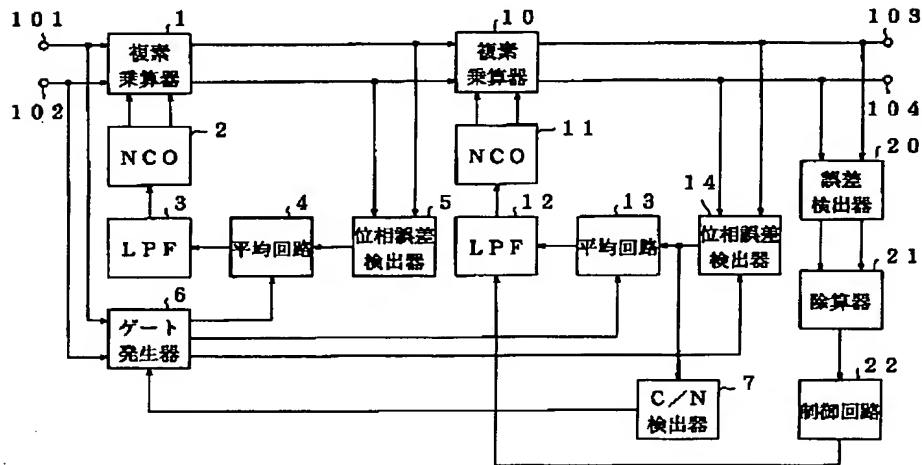 101
1
10
103
複素
乗算器
複素
乗算器
102
2
11
104
NCO
NCO
20
誤差
検出器
3
4
5
12
13
14
LPF
平均回路
位相誤差
検出器
LPF
平均回路
位相誤差
検出器
21
除算器
6
ゲート
発生器
7
22
C/N
検出器
制御回路